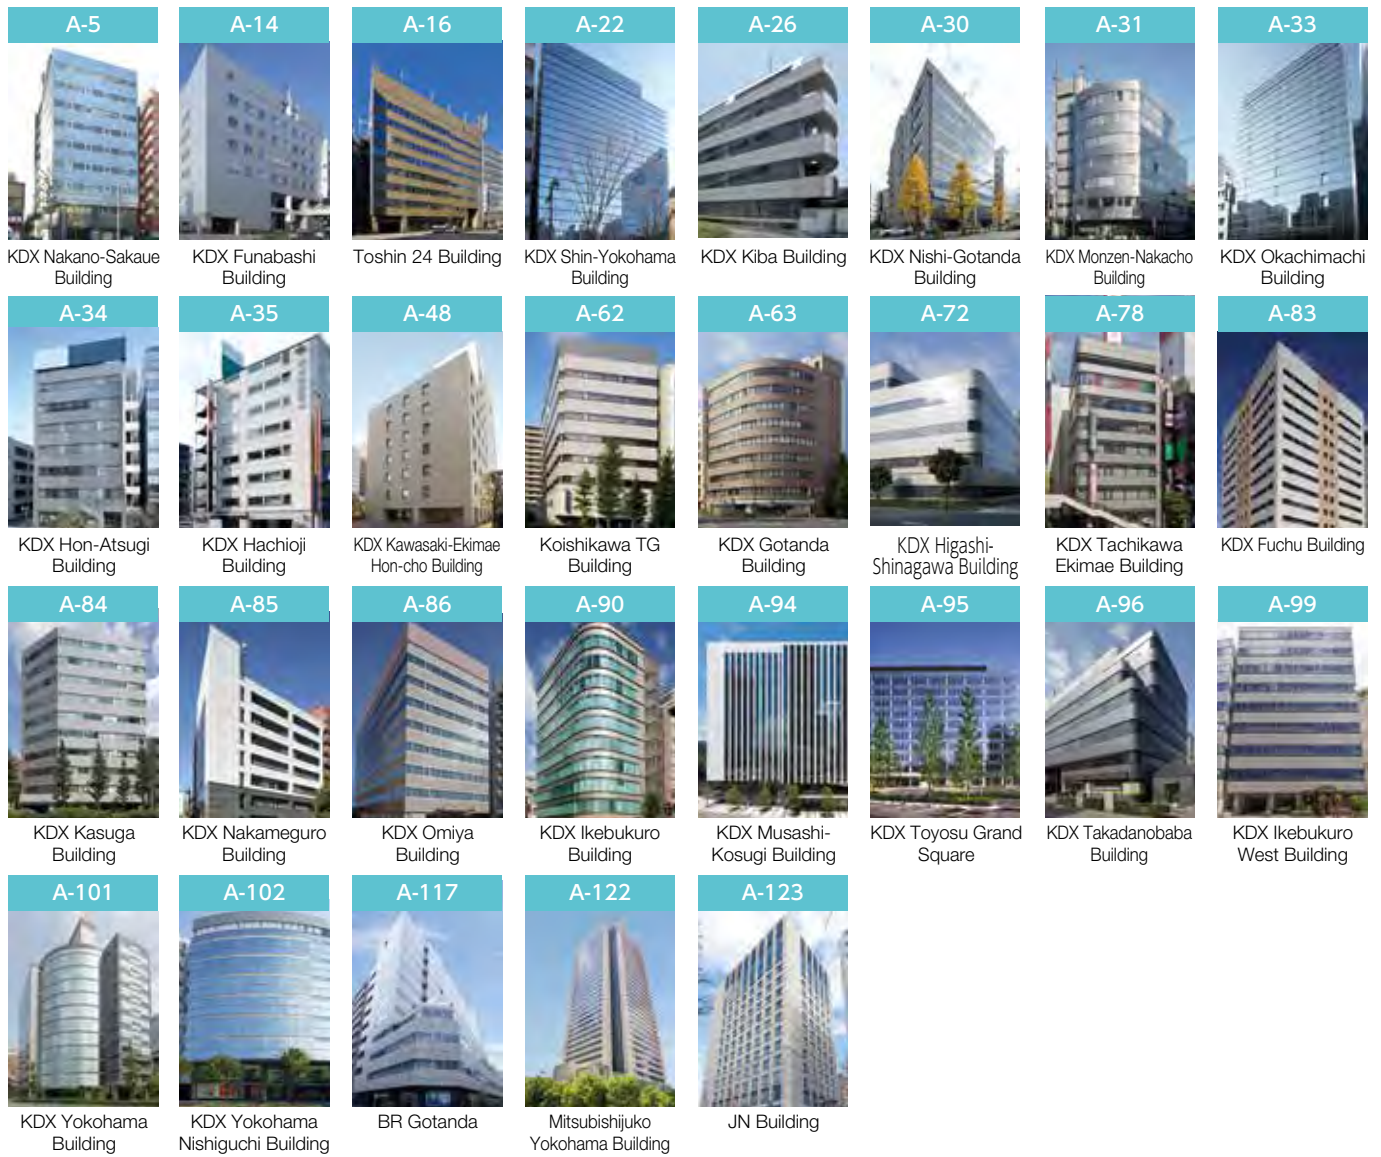 A-5 A-14 A-16 A-22 A-26 A-30 A-31 A-33
KDX Nakano-Sakaue
Building
KDX Funabashi
Building
Toshin 24 Building
KDX Shin-Yokohama
Building
KDX Kiba Building
KDX Nishi-Gotanda
Building
KDX Monzen-Nakacho
Building
KDX Okachimachi
Building
A-34 A-35 A-48 A-62 A-63 A-72 A-78 A-83
KDX Hon-Atsugi
Building
KDX Hachioji
Building
KDX Kawasaki-Ekimae
Hon-cho Building
Koishikawa TG
Building
KDX Gotanda
Building
KDX Higashi-
Shinagawa Building
KDX Tachikawa
Ekimae Building
KDX Fuchu Building
A-84 A-85 A-86 A-90 A-94 A-95 A-96 A-99
KDX Kasuga
Building
KDX Nakameguro
Building
KDX Omiya
Building
KDX Ikebukuro
Building
KDX Musashi-
Kosugi Building
KDX Toyosu Grand
Square
KDX Takadanobaba
Building
KDX Ikebukuro
West Building
A-101 A-102 A-117 A-122 A-123
KDX Yokohama
Building
KDX Yokohama
Nishiguchi Building
BR Gotanda
Mitsubishijuko
Yokohama Building
JN Building